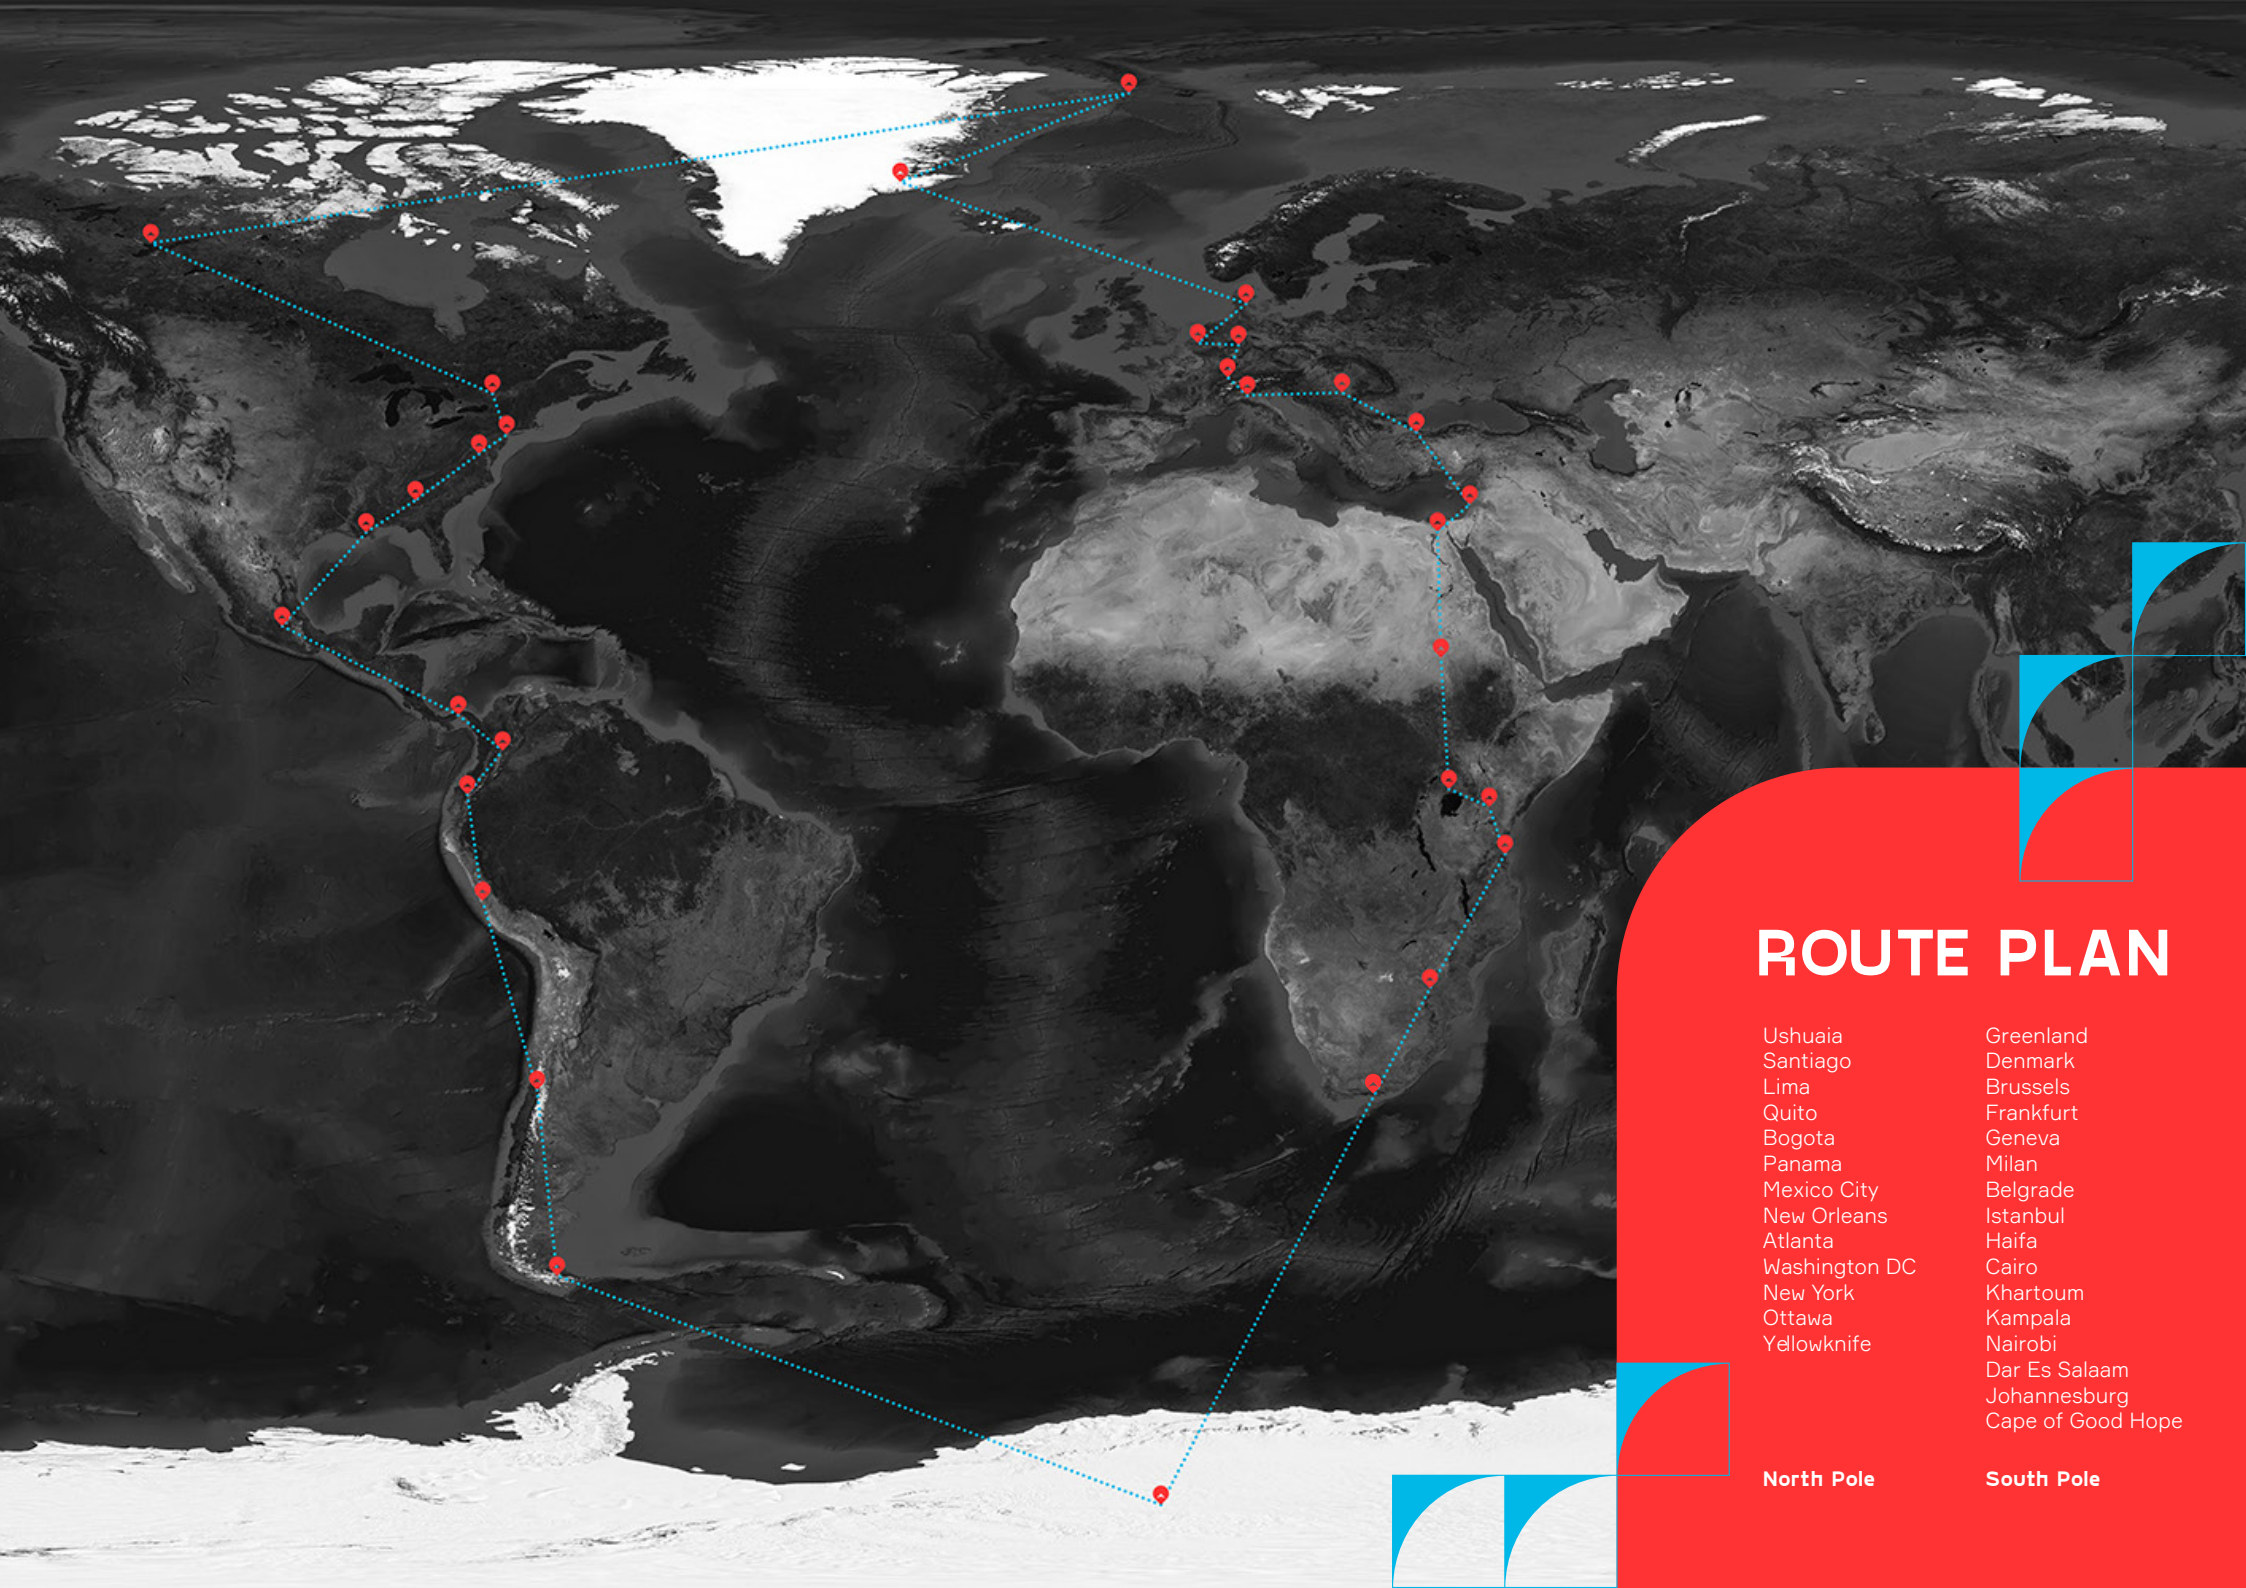 ROUTE PLAN
Ushuaia
Santiago
Lima
Quito
Bogota
Panama
Mexico City
New Orleans
Atlanta
Washington DC
New York
Ottawa
Yellowknife
North Pole
Greenland
Denmark
Brussels
Frankfurt
Geneva
Milan
Belgrade
Istanbul
Haifa
Cairo
Khartoum
Kampala
Nairobi
Dar Es Salaam
Johannesburg
Cape of Good Hope
South Pole